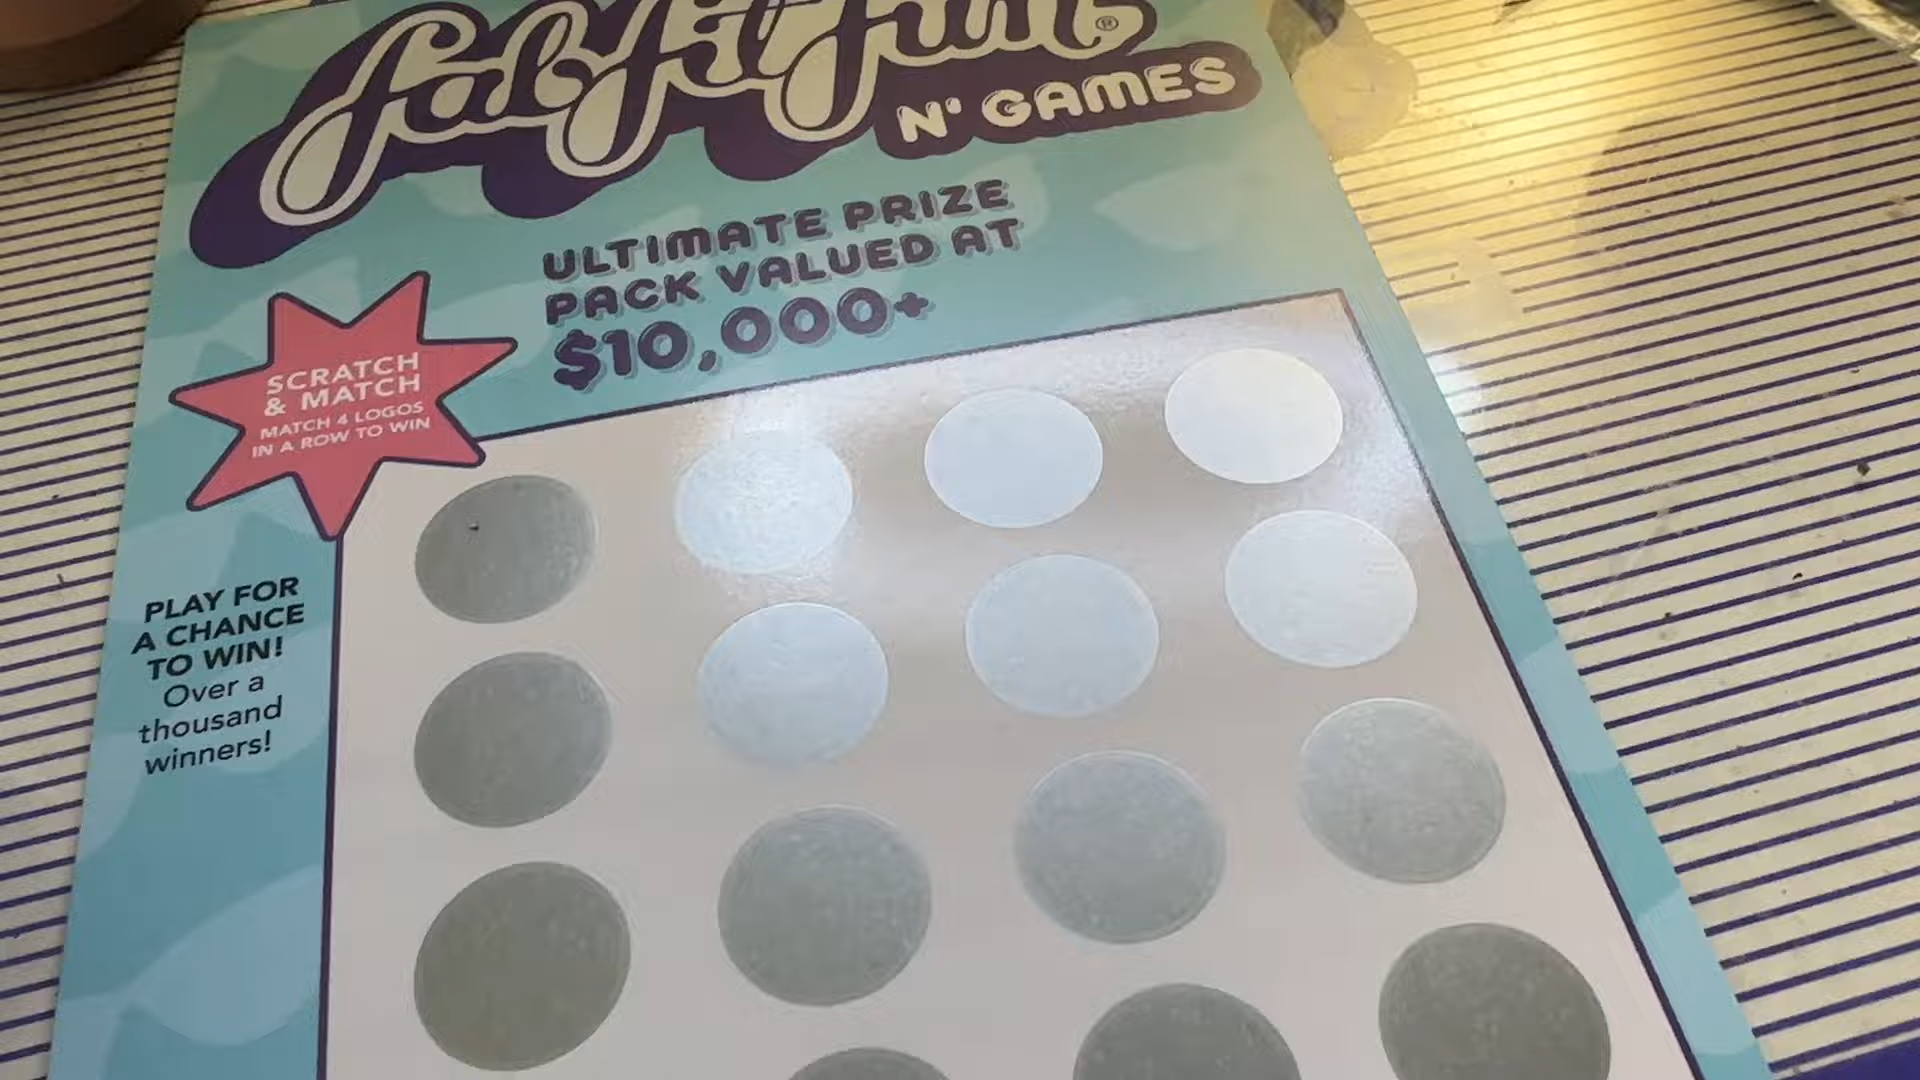 fabfitfun®
N' GAMES
ULTIMATE PRIZE
PACK VALUED AT
$10,000+
SCRATCH
& MATCH
MATCH 4 LOGOS
IN A ROW TO WIN
PLAY FOR
A CHANCE
TO WIN!
Over a
thousand
winners!